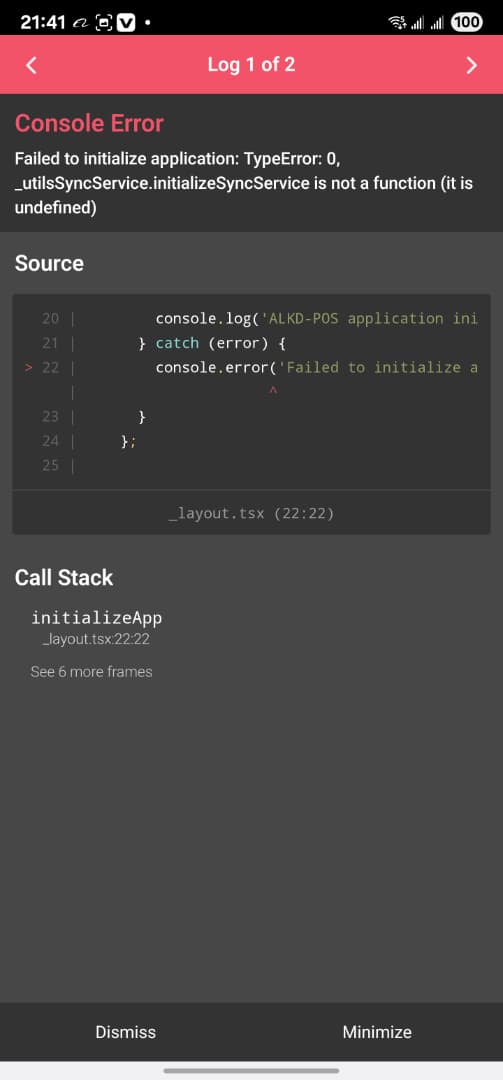 21:41
100
Log 1 of 2
Console Error
Failed to initialize application: TypeError: 0,
_utilsSyncService.initializeSyncService is not a function (it is
undefined)
Source
20 | console.log('ALKD-POS application ini
21 | } catch (error) {
> 22 | console.error('Failed to initialize a
| ^
23 | }
24 | };
25 |
_layout.tsx (22:22)
Call Stack
initializeApp
_layout.tsx:22:22
See 6 more frames
Dismiss
Minimize